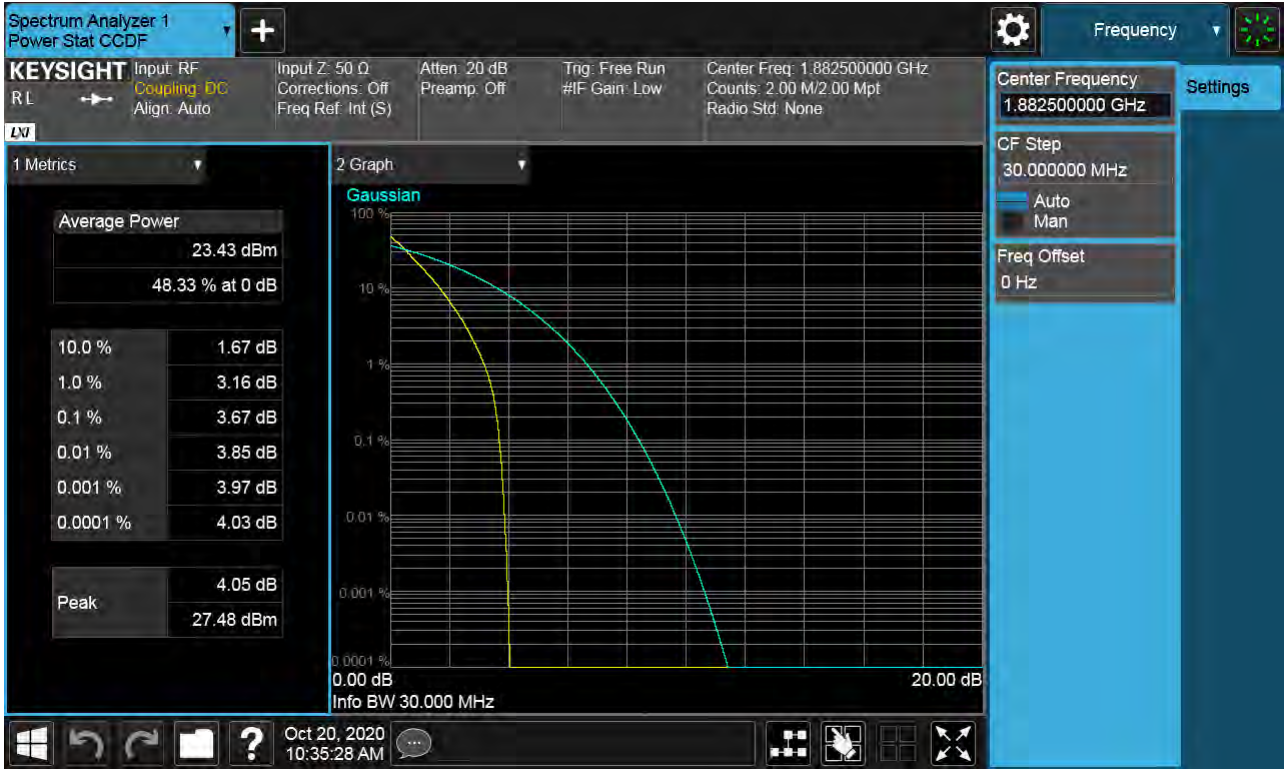 Spectrum Analyzer 1
Power Stat CCDF
Frequency
KEYSIGHT
R L
LXI
Input: RF
Coupling: DC
Align: Auto
Input Z: 50 Ω
Corrections: Off
Freq Ref: Int (S)
Atten: 20 dB
Preamp: Off
Trig: Free Run
#IF Gain: Low
Center Freq: 1.882500000 GHz
Counts: 2.00 M/2.00 Mpt
Radio Std: None
Center Frequency
1.882500000 GHz
Settings
CF Step
30.000000 MHz
Auto
Man
Freq Offset
0 Hz
1 Metrics
Average Power
23.43 dBm
48.33 % at 0 dB
10.0 % 1.67 dB
1.0 % 3.16 dB
0.1 % 3.67 dB
0.01 % 3.85 dB
0.001 % 3.97 dB
0.0001 % 4.03 dB
Peak
4.05 dB
27.48 dBm
2 Graph
Gaussian
100 %
10 %
1 %
0.1 %
0.01 %
0.001 %
0.0001 %
0.00 dB 20.00 dB
Info BW 30.000 MHz
?
Oct 20, 2020
10:35:28 AM